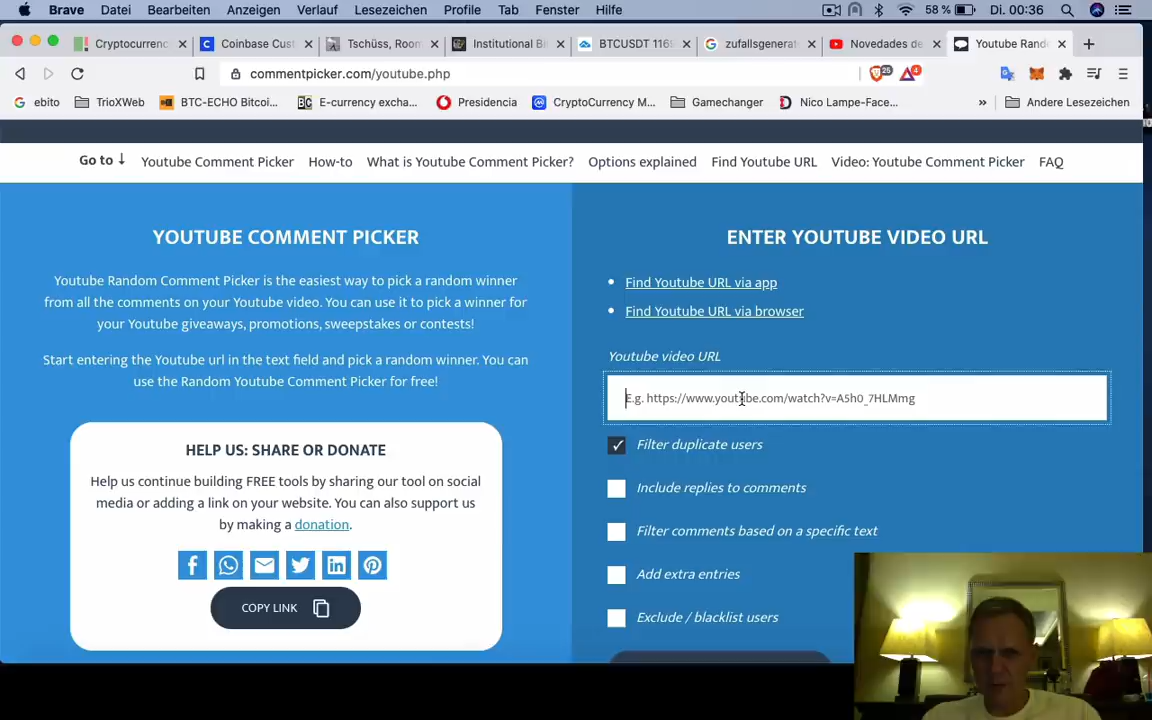 Brave Datei Bearbeiten Anzeigen Verlauf Lesezeichen Profile Tab Fenster Hilfe 58 % Di. 00:36
Cryptocurrenc Coinbase Cust Tschüss, Room Institutional Bi BTCUSDT 1165 zufallsgenerat Novedades de Youtube Rand
commentpicker.com/youtube.php 25 4
ebito TrioXWeb BTC-ECHO Bitcoi... E-currency excha... Presidencia CryptoCurrency M... Gamechanger Nico Lampe-Face... » Andere Lesezeichen
Go to ↓ Youtube Comment Picker How-to What is Youtube Comment Picker? Options explained Find Youtube URL Video: Youtube Comment Picker FAQ
YOUTUBE COMMENT PICKER
Youtube Random Comment Picker is the easiest way to pick a random winner
from all the comments on your Youtube video. You can use it to pick a winner for
your Youtube giveaways, promotions, sweepstakes or contests!
Start entering the Youtube url in the text field and pick a random winner. You can
use the Random Youtube Comment Picker for free!
HELP US: SHARE OR DONATE
Help us continue building FREE tools by sharing our tool on social
media or adding a link on your website. You can also support us
by making a donation.
COPY LINK
ENTER YOUTUBE VIDEO URL
• Find Youtube URL via app
• Find Youtube URL via browser
Youtube video URL
E.g. https://www.youtube.com/watch?v=A5h0_7HLMmg
Filter duplicate users
Include replies to comments
Filter comments based on a specific text
Add extra entries
Exclude / blacklist users